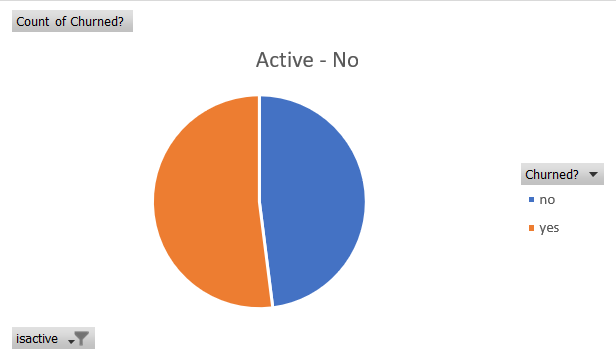 Count of Churned?
Active - No
Churned?
no
yes
isactive